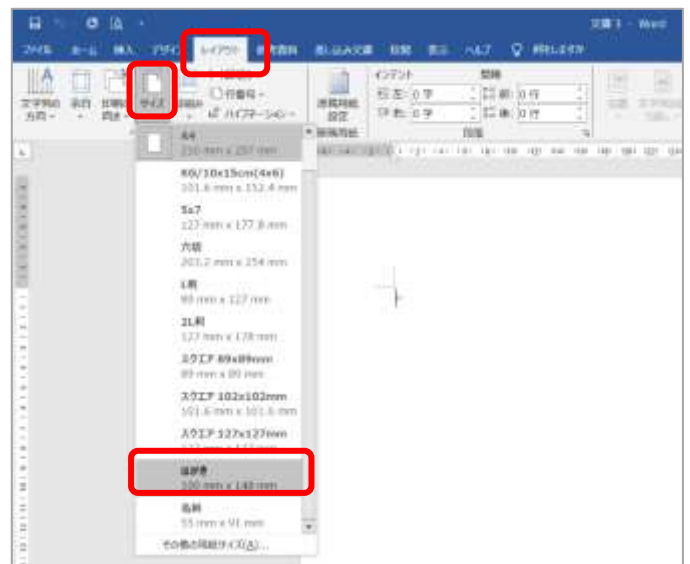 文書 3 - Word
ファイル ホーム 挿入 デザイン レイアウト 参考資料 差し込み文書 校閲 表示 ヘルプ
インデント 間隔
文字列の方向 余白 印刷の向き サイズ 段組み
行番号
ハイフネーション
原稿用紙設定
左: 0 字 前: 0 行
右: 0 字 後: 0 行
原稿用紙 段落
A4
210 mm x 297 mm
KG/10x15cm(4x6)
101.6 mm x 152.4 mm
5x7
127 mm x 177.8 mm
六切
203.2 mm x 254 mm
L判
89 mm x 127 mm
2L判
127 mm x 178 mm
スクエア 89x89mm
89 mm x 89 mm
スクエア 102x102mm
101.6 mm x 101.6 mm
スクエア 127x127mm
はがき
100 mm x 148 mm
名刺
55 mm x 91 mm
その他の用紙サイズ(A)...